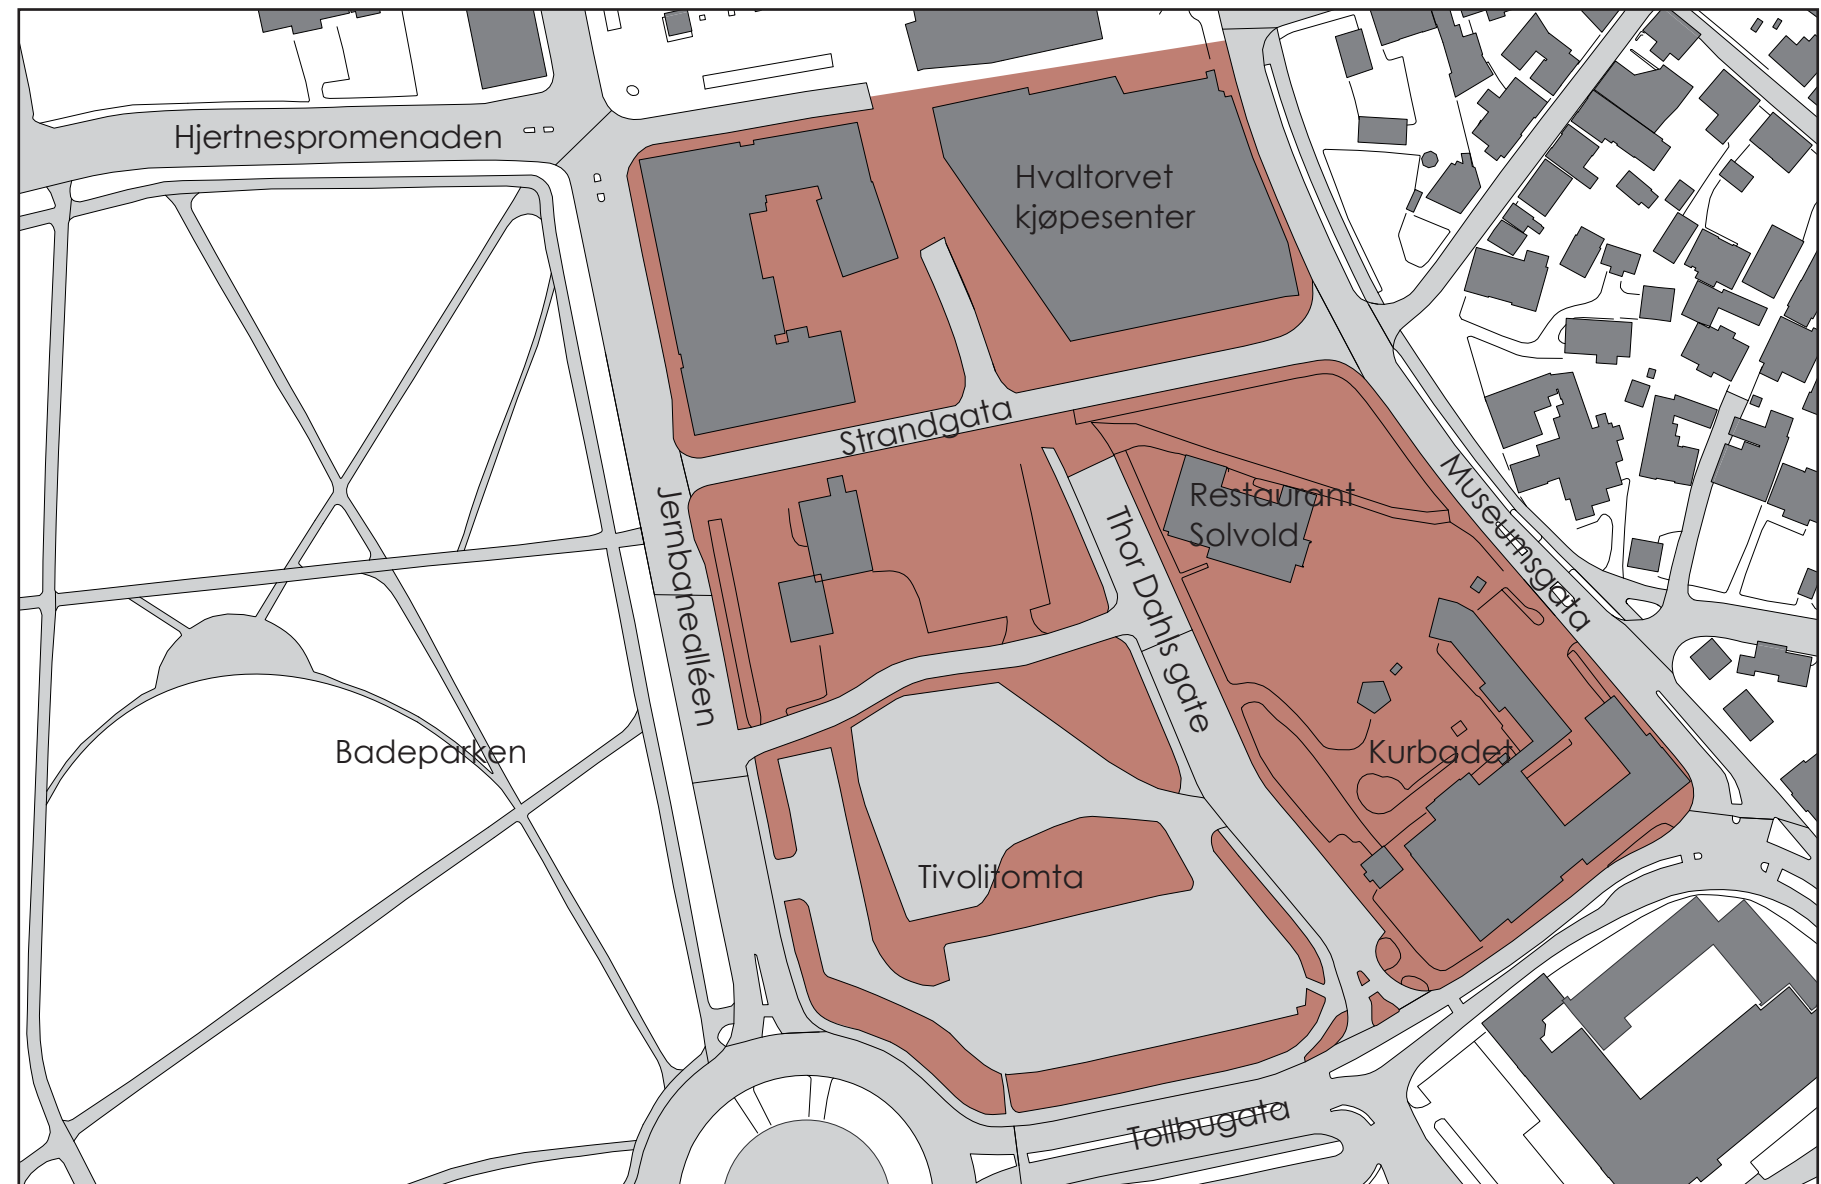 Hjertnespromenaden
Hvaltorvet
kjøpesenter
Strandgata
Jernbanealléen
Thor Dahls gate
Restaurant
Solvold
Museumsgata
Badeparken
Kurbadet
Tivolitomta
Tollbugata